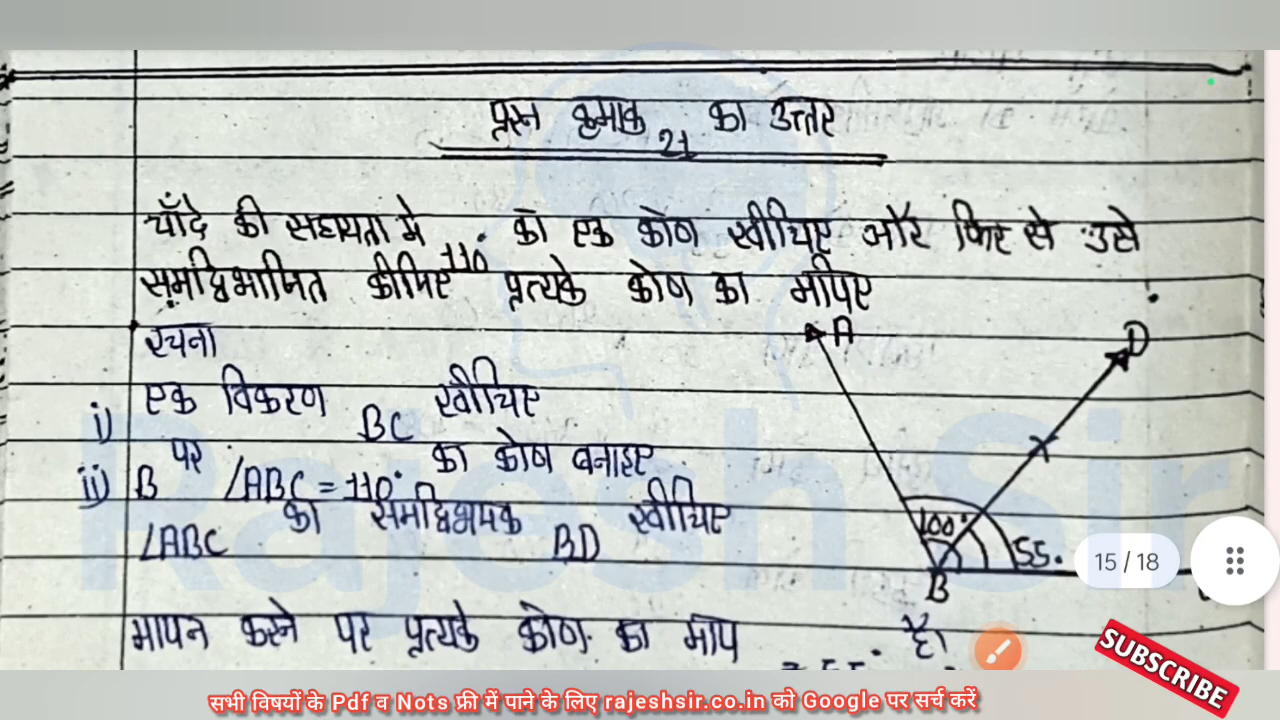 प्रश्न क्रमांक 21 का उत्तर
चाँदे की सहायता मे 110° का एक कोण खीचिए और फिर से उसे
समद्विभाजित कीजिए प्रत्येक कोण का मापिए
रचना
i) एक विकरण BC खीचिए
ii) B पर ∠ABC = 110° का कोण बनाइए
∠ABC का समद्विभाजक BD खीचिए
A
D
100°
55°
B
मापन करने पर प्रत्येक कोण का माप है।
Rajesh Sir
15 / 18
SUBSCRIBE
सभी विषयों के Pdf व Nots फ्री में पाने के लिए rajeshsir.co.in को Google पर सर्च करें